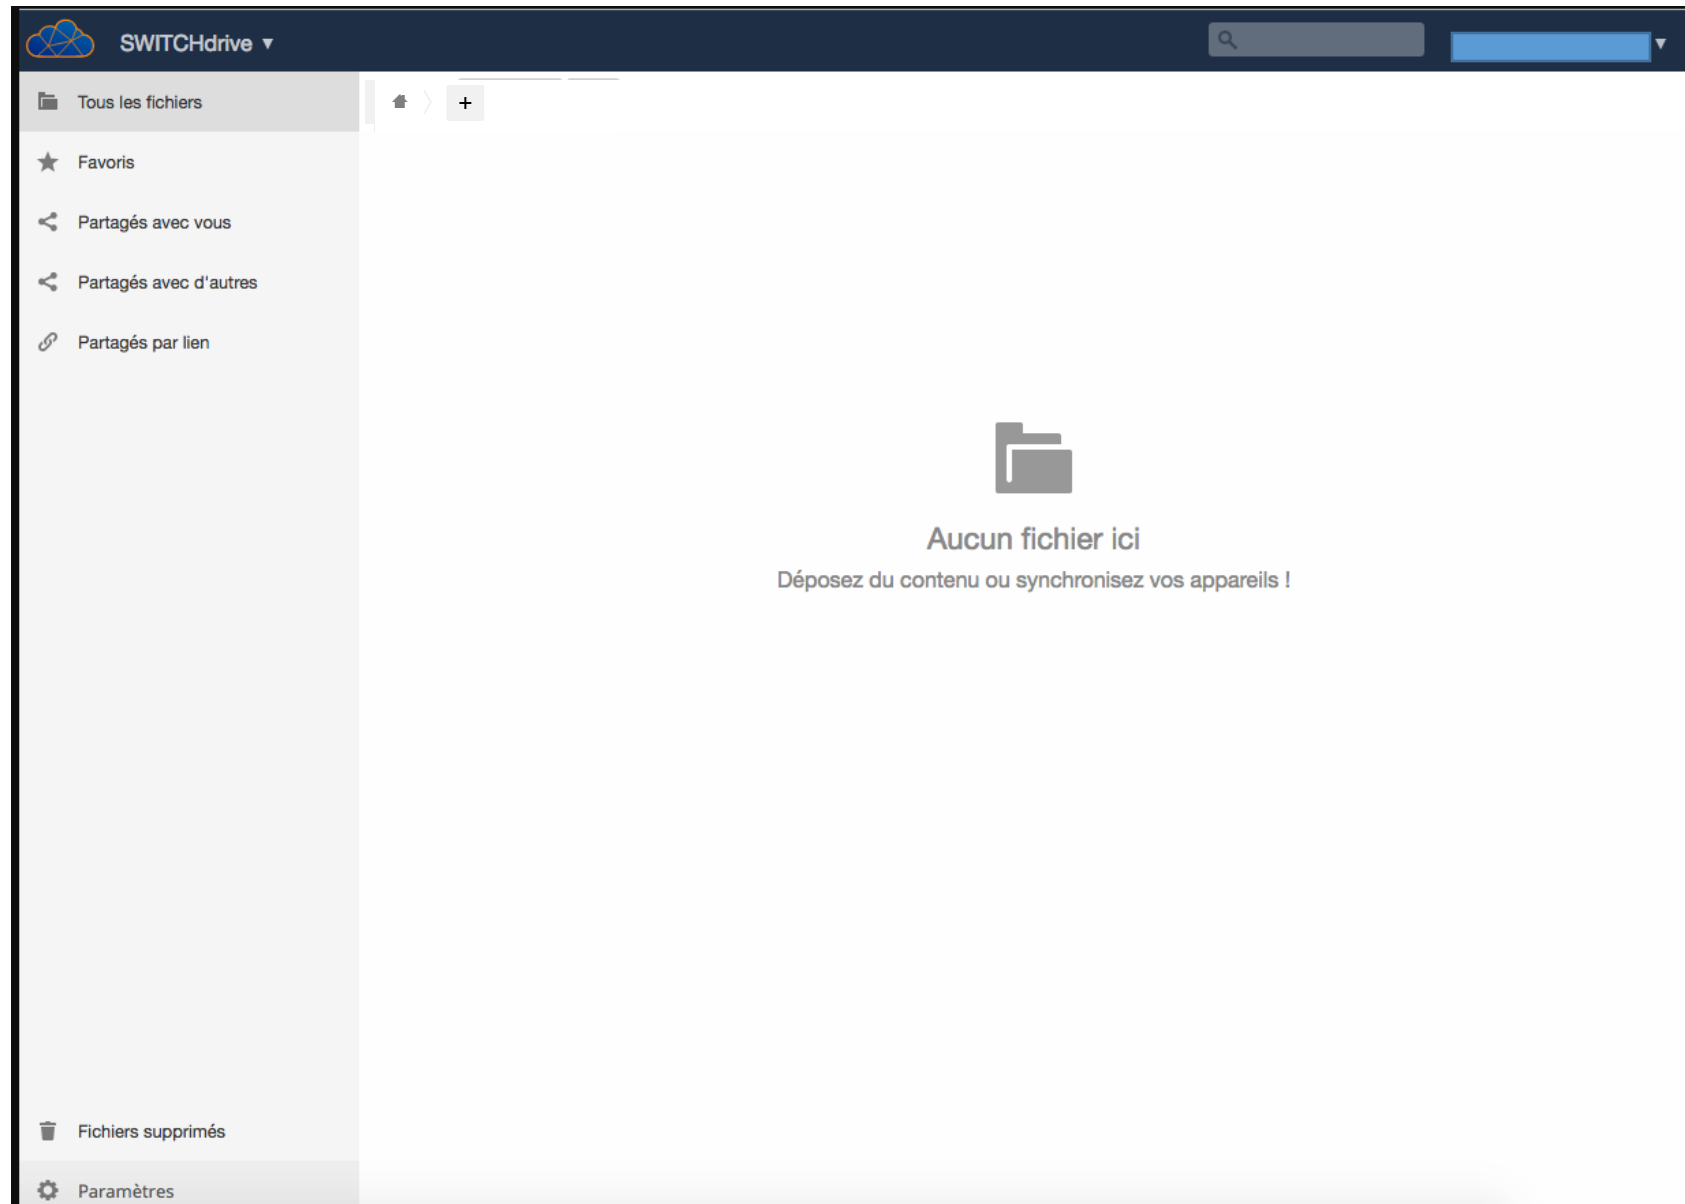 SWITCHdrive ▼
Tous les fichiers
+
Favoris
Partagés avec vous
Partagés avec d'autres
Partagés par lien
Aucun fichier ici
Déposez du contenu ou synchronisez vos appareils !
Fichiers supprimés
Paramètres